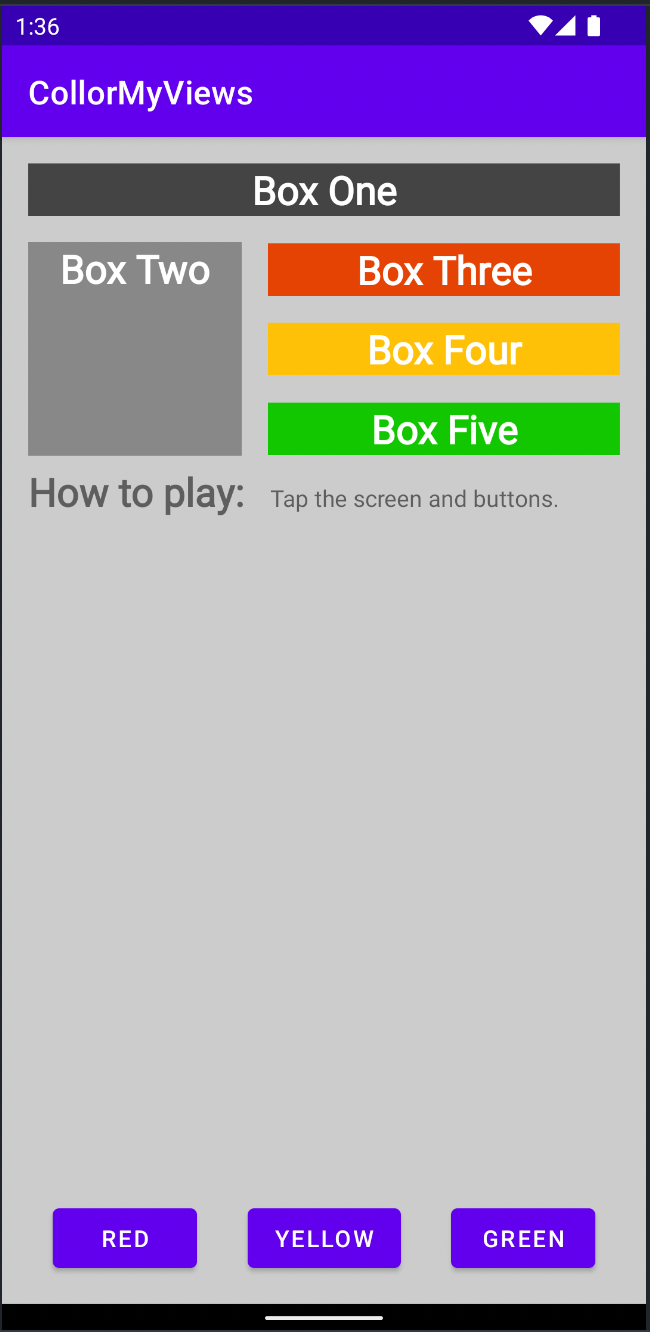 1:36
CollorMyViews
Box One
Box Two
Box Three
Box Four
Box Five
How to play: Tap the screen and buttons.
RED YELLOW GREEN